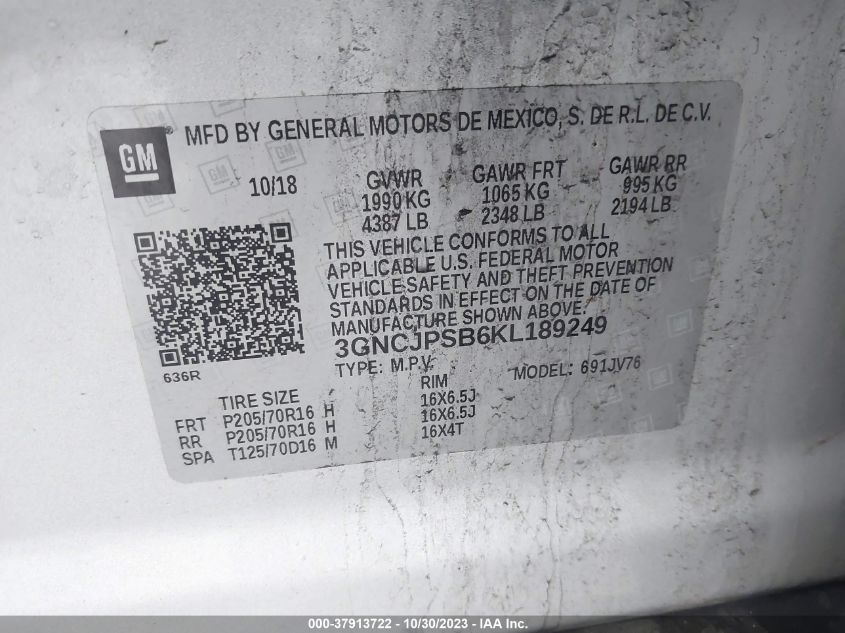 GM ® MFD BY GENERAL MOTORS DE MEXICO, S. DE R.L. DE C.V.
10/18 GVWR GAWR FRT GAWR RR
1990 KG 1065 KG 995 KG
4387 LB 2348 LB 2194 LB
THIS VEHICLE CONFORMS TO ALL
APPLICABLE U.S. FEDERAL MOTOR
VEHICLE SAFETY AND THEFT PREVENTION
STANDARDS IN EFFECT ON THE DATE OF
MANUFACTURE SHOWN ABOVE.
3GNCJPSB6KL189249
636R
TYPE: M.P.V. MODEL: 691JV76
TIRE SIZE RIM
FRT P205/70R16 H 16X6.5J
RR P205/70R16 H 16X6.5J
SPA T125/70D16 M 16X4T
000-37913722 - 10/30/2023 - IAA Inc.